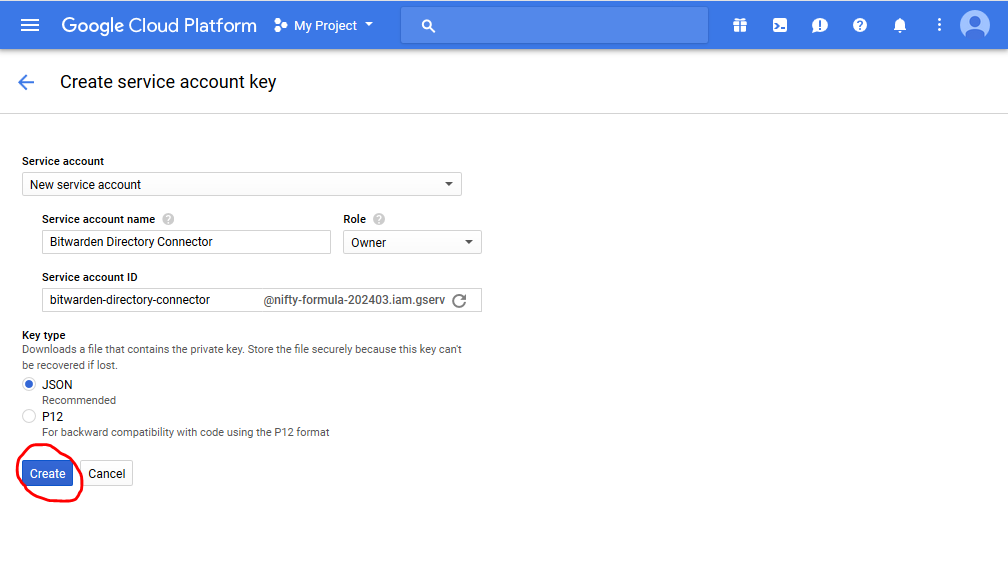 Google Cloud Platform My Project
Create service account key
Service account
New service account
Service account name Role
Bitwarden Directory Connector Owner
Service account ID
bitwarden-directory-connector @nifty-formula-202403.iam.gserv
Key type
Downloads a file that contains the private key. Store the file securely because this key can't
be recovered if lost.
JSON
Recommended
P12
For backward compatibility with code using the P12 format
Create Cancel